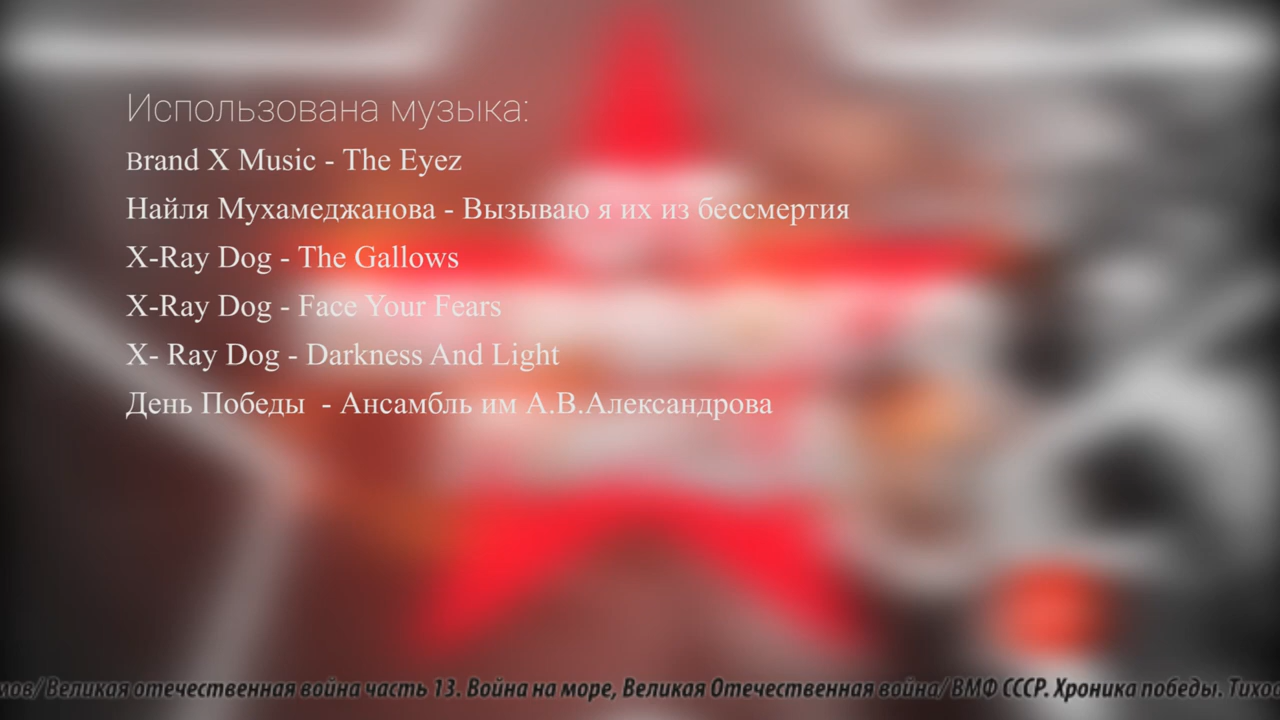 Использована музыка:
Brand X Music - The Eyez
Найля Мухамеджанова - Вызываю я их из бессмертия
X-Ray Dog - The Gallows
X-Ray Dog - Face Your Fears
X- Ray Dog - Darkness And Light
День Победы  - Ансамбль им А.В.Александрова
/Великая отечественная война часть 13. Война на море, Великая Отечественная война/ ВМФ СССР. Хроника победы.